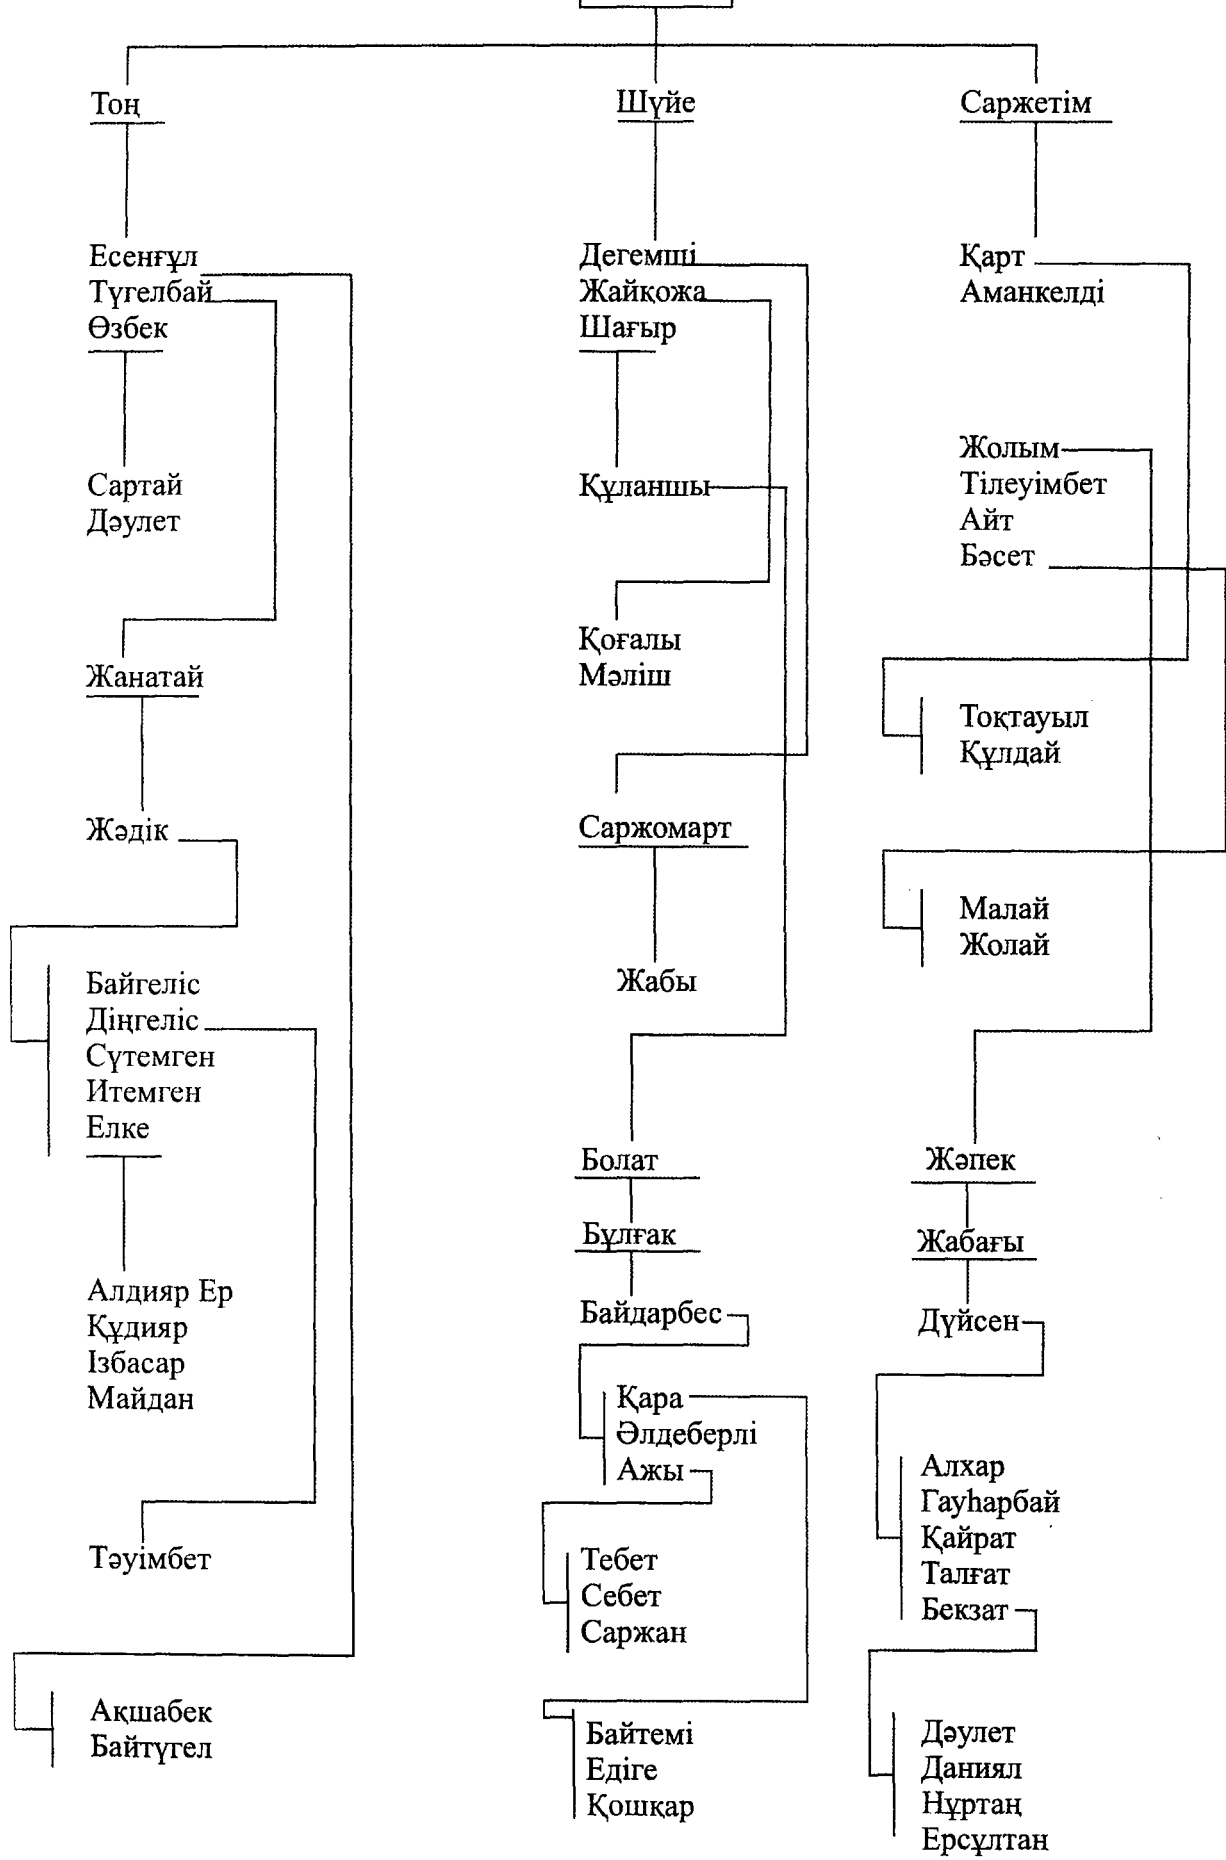 Тоң
Шүйе
Саржетім
Есенғұл
Түгелбай
Өзбек
Сартай
Дәулет
Жанатай
Жәдік
Байгеліс
Діңгеліс
Сүтемген
Итемген
Елке
Алдияр Ер
Құдияр
Ізбасар
Майдан
Тәуімбет
Ақшабек
Байтүгел
Дегемші
Жайқожа
Шағыр
Құланшы
Қоғалы
Мәліш
Саржомарт
Жабы
Болат
Бұлғак
Байдарбес
Қара
Әлдеберлі
Ажы
Тебет
Себет
Саржан
Байтемі
Едіге
Қошқар
Қарт
Аманкелді
Жолым
Тілеуімбет
Айт
Бәсет
Тоқтауыл
Құлдай
Малай
Жолай
Жәпек
Жабағы
Дүйсен
Алхар
Гауһарбай
Қайрат
Талғат
Бекзат
Дәулет
Даниял
Нұртаң
Ерсұлтан